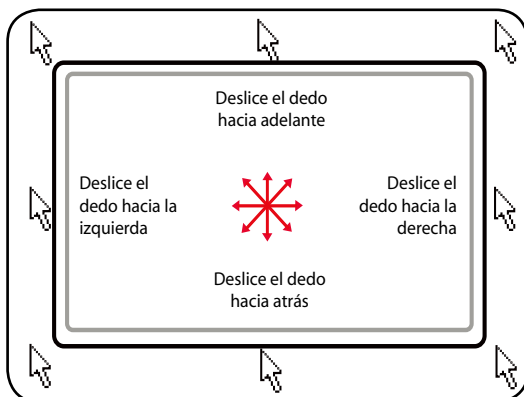 Deslice el dedo
hacia adelante
Deslice el
dedo hacia la
izquierda
Deslice el
dedo hacia la
derecha
Deslice el dedo
hacia atrás